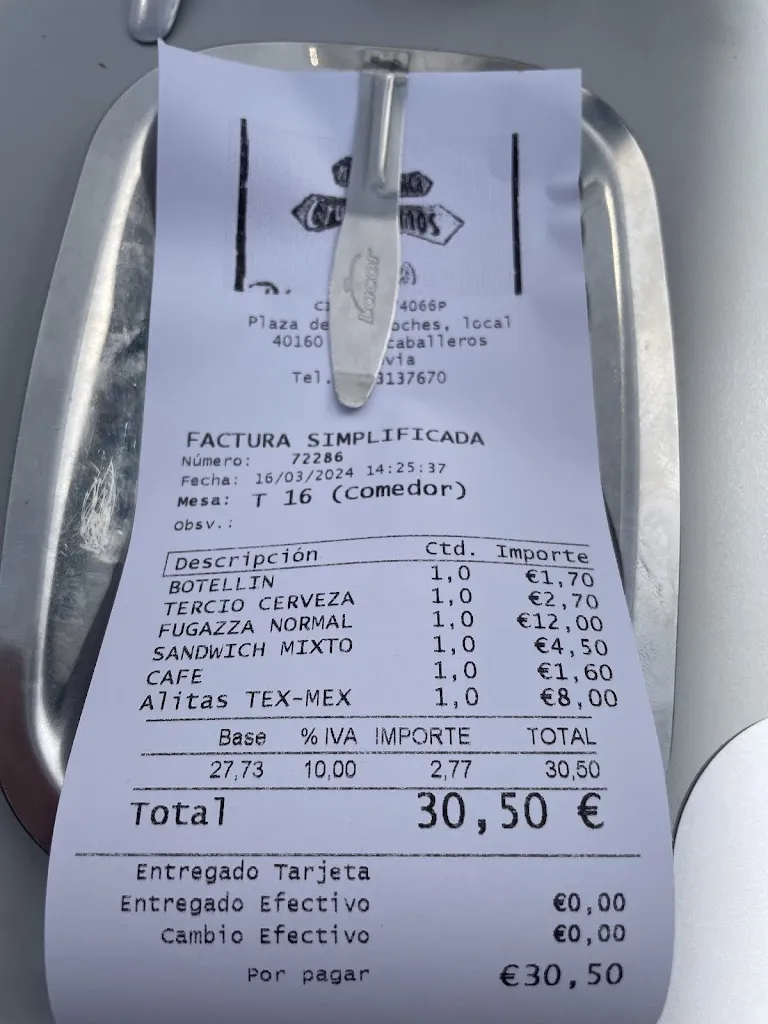 Lacor
4066P
Plaza de oches, local
40160 caballeros
via
Tel. 3137670
FACTURA SIMPLIFICADA
Número: 72286
Fecha: 16/03/2024 14:25:37
Mesa: T 16 (Comedor)
Obsv.:
Descripción Ctd. Importe
BOTELLIN 1,0 €1,70
TERCIO CERVEZA 1,0 €2,70
FUGAZZA NORMAL 1,0 €12,00
SANDWICH MIXTO 1,0 €4,50
CAFE 1,0 €1,60
Alitas TEX-MEX 1,0 €8,00
Base % IVA IMPORTE TOTAL
27,73 10,00 2,77 30,50
Total 30,50 €
Entregado Tarjeta
Entregado Efectivo €0,00
Cambio Efectivo €0,00
Por pagar €30,50